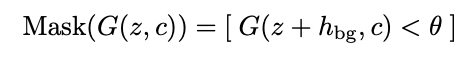 Mask(G(z, c)) = [ G(z + h_bg, c) < θ ]